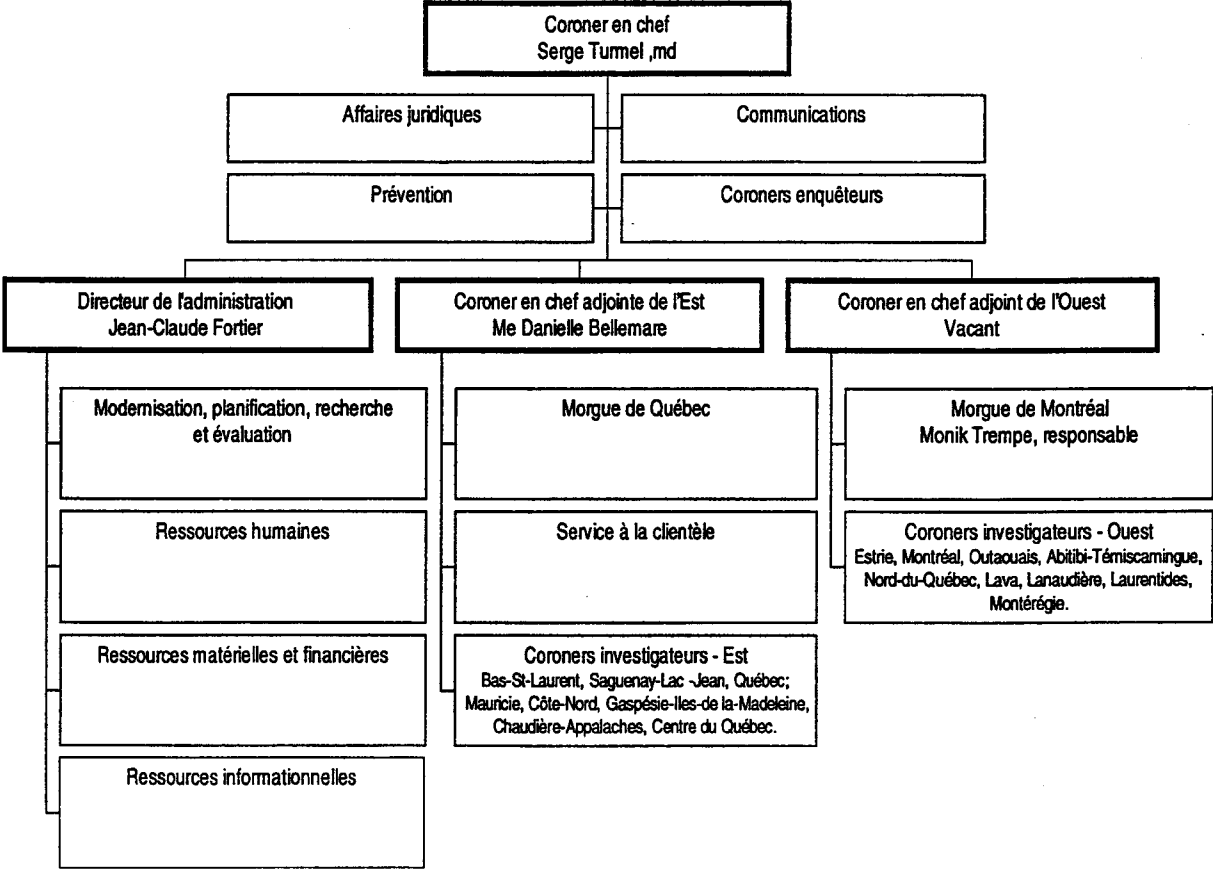 Coroner en chef
Serge Turmel ,md
Affaires juridiques
Communications
Prévention
Coroners enquêteurs
Directeur de l'administration
Jean-Claude Fortier
Coroner en chef adjointe de l'Est
Me Danielle Bellemare
Coroner en chef adjoint de l'Ouest
Vacant
Modernisation, planification, recherche
et évaluation
Ressources humaines
Ressources matérielles et financières
Ressources informationnelles
Morgue de Québec
Service à la clientèle
Coroners investigateurs - Est
Bas-St-Laurent, Saguenay-Lac -Jean, Québec;
Mauricie, Côte-Nord, Gaspésie-Iles-de la-Madeleine,
Chaudière-Appalaches, Centre du Québec.
Morgue de Montréal
Monik Trempe, responsable
Coroners investigateurs - Ouest
Estrie, Montréal, Outaouais, Abitibi-Témiscamingue,
Nord-du-Québec, Lava, Lanaudière, Laurentides,
Montérégie.